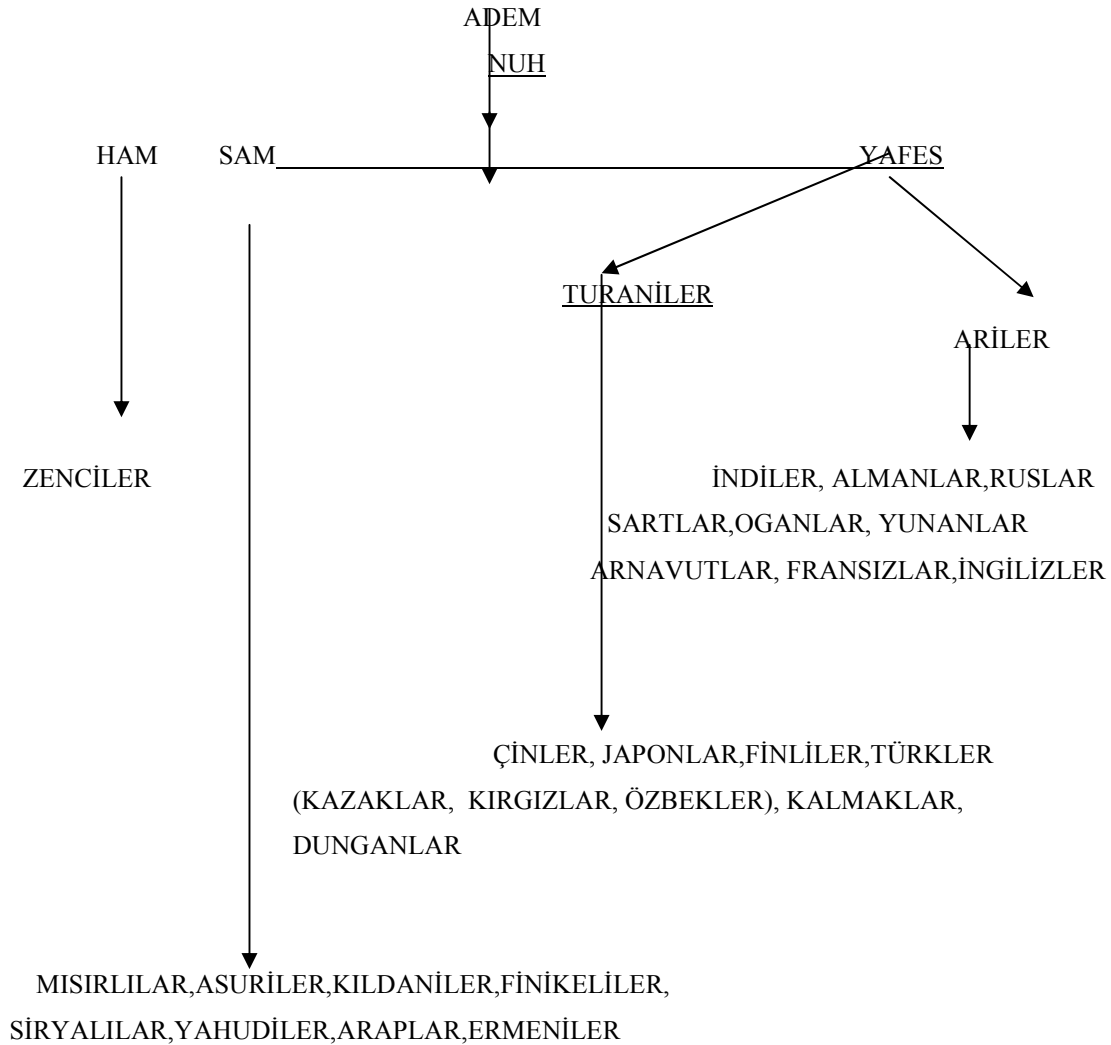 ADEM
NUH
HAM SAM YAFES
TURANİLER
ARİLER
ZENCİLER
İNDİLER, ALMANLAR,RUSLAR
SARTLAR,OGANLAR, YUNANLAR
ARNAVUTLAR, FRANSIZLAR,İNGİLİZLER
ÇİNLER, JAPONLAR,FİNLİLER,TÜRKLER
(KAZAKLAR, KIRGIZLAR, ÖZBEKLER), KALMAKLAR,
DUNGANLAR
MISIRLILAR,ASURİLER,KILDANİLER,FİNİKELİLER,
SİRYALILAR,YAHUDİLER,ARAPLAR,ERMENİLER